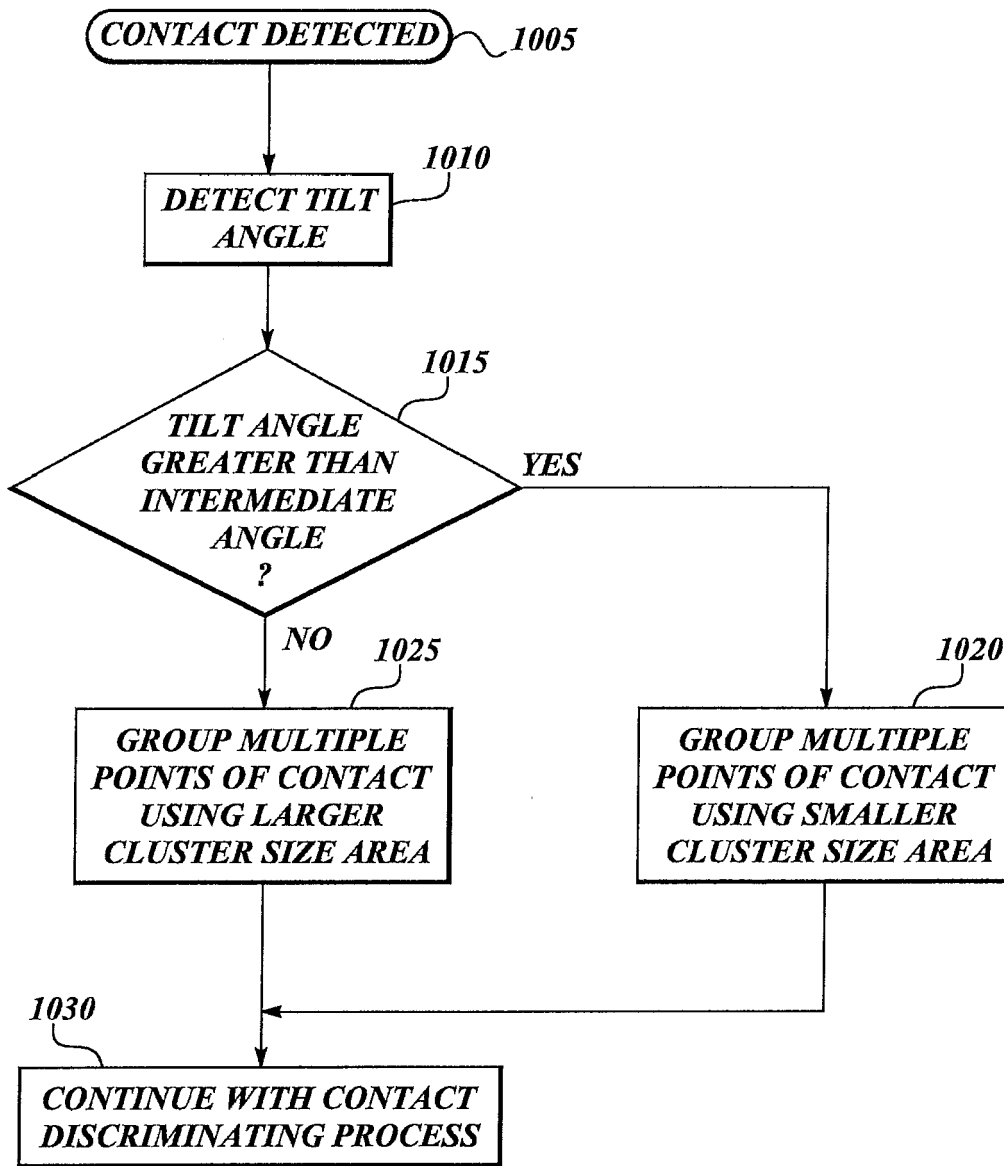 CONTACT DETECTED
1005
1010
DETECT TILT
ANGLE
1015
TILT ANGLE
GREATER THAN
INTERMEDIATE
ANGLE
?
YES
NO
1025
GROUP MULTIPLE
POINTS OF CONTACT
USING LARGER
CLUSTER SIZE AREA
1020
GROUP MULTIPLE
POINTS OF CONTACT
USING SMALLER
CLUSTER SIZE AREA
1030
CONTINUE WITH CONTACT
DISCRIMINATING PROCESS